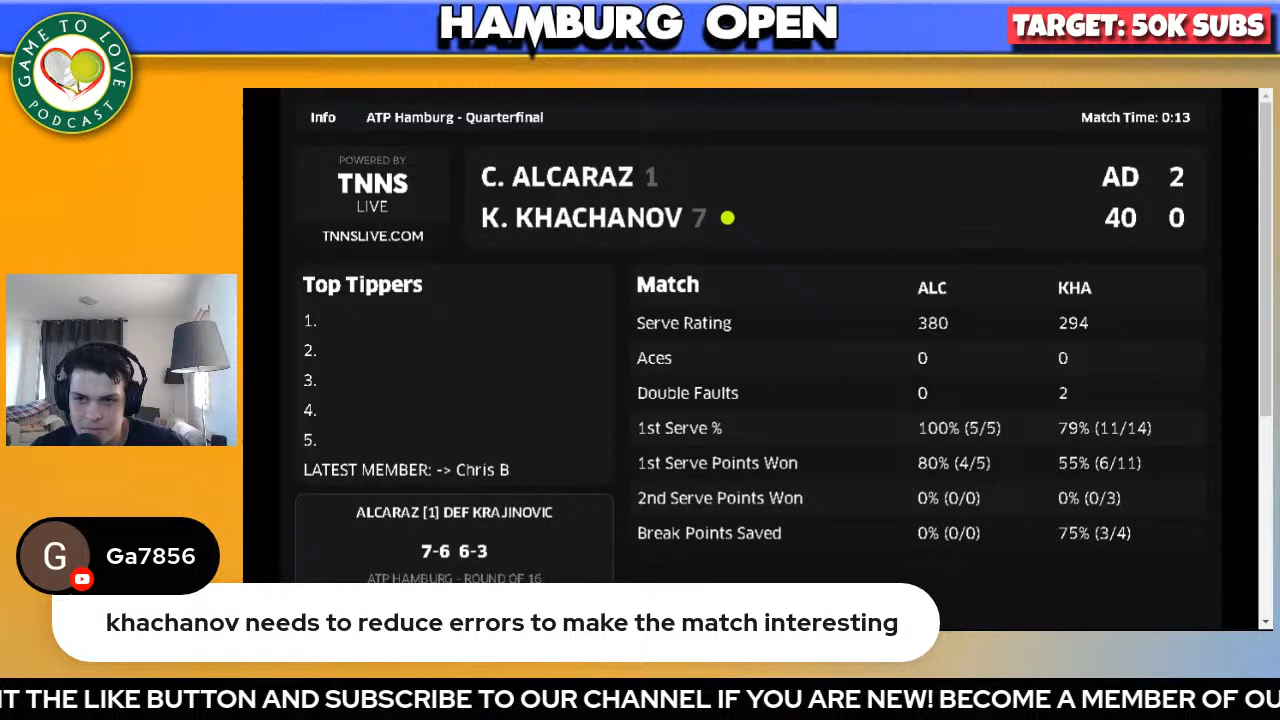 HAMBURG OPEN
TARGET: 50K SUBS
GAME TO LOVE
PODCAST
Info ATP Hamburg - Quarterfinal Match Time: 0:13
POWERED BY
TNNS
LIVE
TNNSLIVE.COM
C. ALCARAZ 1 AD 2
K. KHACHANOV 7 40 0
Top Tippers
1.
2.
3.
4.
5.
LATEST MEMBER: -> Chris B
ALCARAZ [1] DEF KRAJINOVIC
7-6 6-3
ATP HAMBURG - ROUND OF 16
Match ALC KHA
Serve Rating 380 294
Aces 0 0
Double Faults 0 2
1st Serve % 100% (5/5) 79% (11/14)
1st Serve Points Won 80% (4/5) 55% (6/11)
2nd Serve Points Won 0% (0/0) 0% (0/3)
Break Points Saved 0% (0/0) 75% (3/4)
G Ga7856
khachanov needs to reduce errors to make the match interesting
IT THE LIKE BUTTON AND SUBSCRIBE TO OUR CHANNEL IF YOU ARE NEW! BECOME A MEMBER OF OU